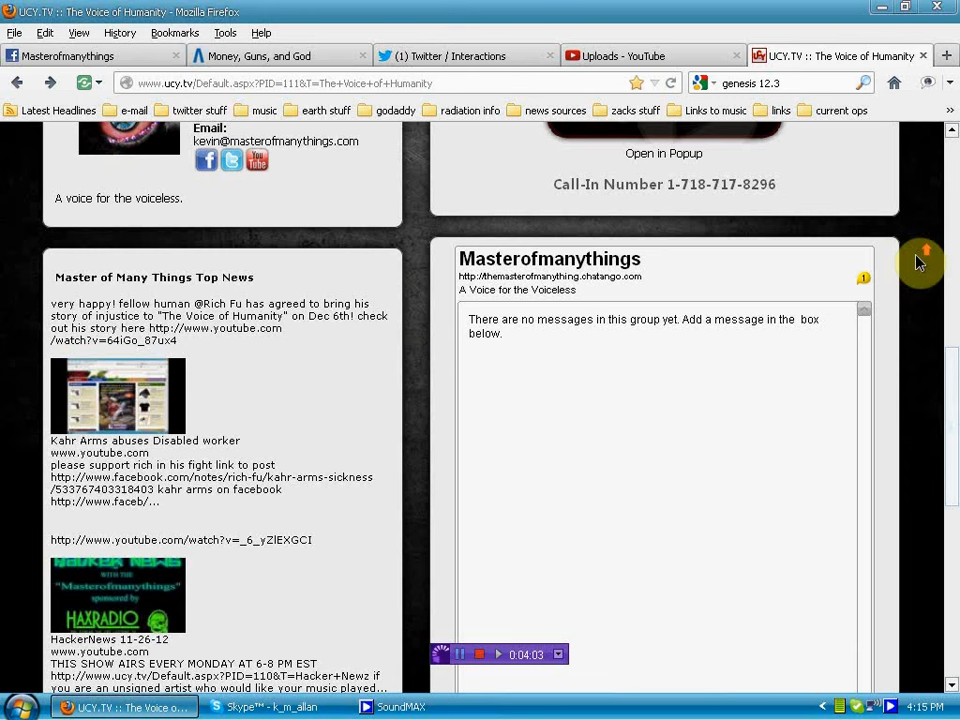 UCY.TV :: The Voice of Humanity - Mozilla Firefox
File Edit View History Bookmarks Tools Help
Masterofmanythings Money, Guns, and God (1) Twitter / Interactions Uploads - YouTube UCY.TV :: The Voice of Humanity
www.ucy.tv/Default.aspx?PID=111&T=The+Voice+of+Humanity genesis 12.3
Latest Headlines e-mail twitter stuff music earth stuff godaddy radiation info news sources zacks stuff Links to music links current ops
Email:
kevin@masterofmanythings.com
You Tube
A voice for the voiceless.
Open in Popup
Call-In Number 1-718-717-8296
Master of Many Things Top News
very happy! fellow human @Rich Fu has agreed to bring his
story of injustice to "The Voice of Humanity" on Dec 6th! check
out his story here http://www.youtube.com
/watch?v=64iGo_87ux4
Kahr Arms abuses Disabled worker
www.youtube.com
please support rich in his fight link to post
http://www.facebook.com/notes/rich-fu/kahr-arms-sickness
/533767403318403 kahr arms on facebook
http://www.faceb/...
http://www.youtube.com/watch?v=_6_yZlEXGCI
HACKER NEWS
WITH THE
"Masterofmanythings"
sponsored by
HAXRADIO
HackerNews 11-26-12
www.youtube.com
THIS SHOW AIRS EVERY MONDAY AT 6-8 PM EST
http://www.ucy.tv/Default.aspx?PID=110&T=Hacker+Newz if
you are an unsigned artist who would like your music played...
Masterofmanythings
http://themasterofmanything.chatango.com
A Voice for the Voiceless
1
There are no messages in this group yet. Add a message in the box
below.
0:04:03
UCY.TV :: The Voice o... Skype™ - k_m_allan SoundMAX 4:15 PM